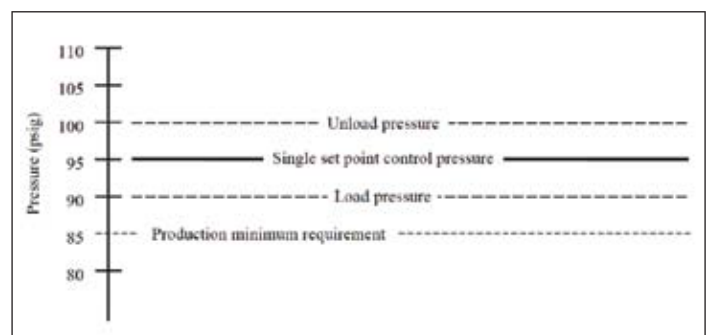 110
105
100 Unload pressure
95 Single set point control pressure
90 Load pressure
85 Production minimum requirement
80
Pressure (psig)